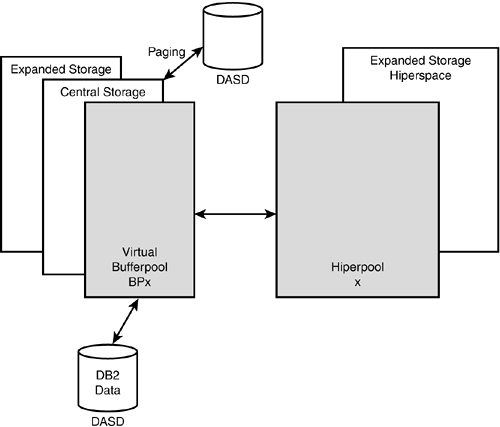 Paging
DASD
Expanded Storage
Central Storage
Virtual
Bufferpool
BPx
Expanded Storage
Hiperspace
Hiperpool
x
DB2
Data
DASD